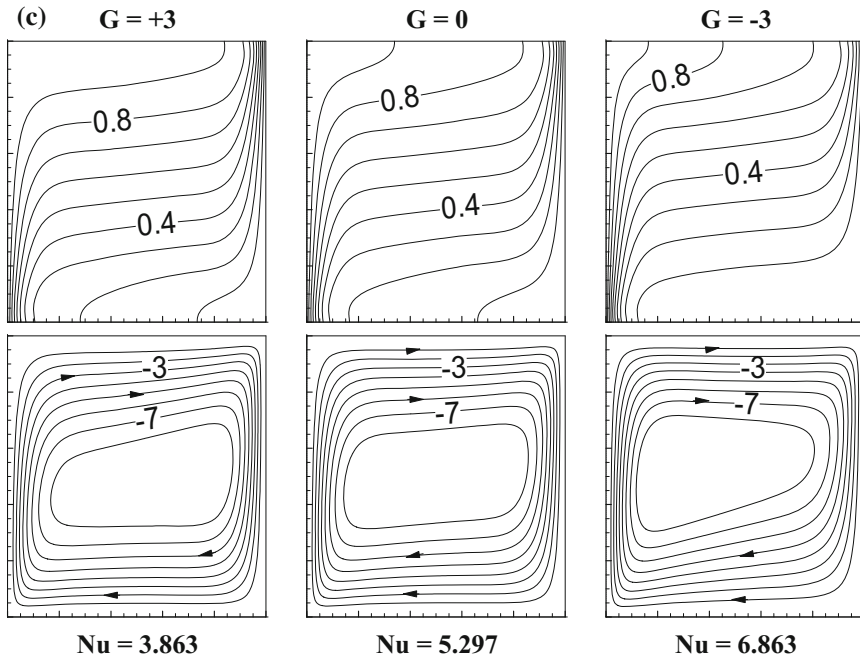 (c) G = +3 G = 0 G = -3
0.8 0.8 0.8
0.4 0.4 0.4
-3 -3 -3
-7 -7 -7
Nu = 3.863 Nu = 5.297 Nu = 6.863